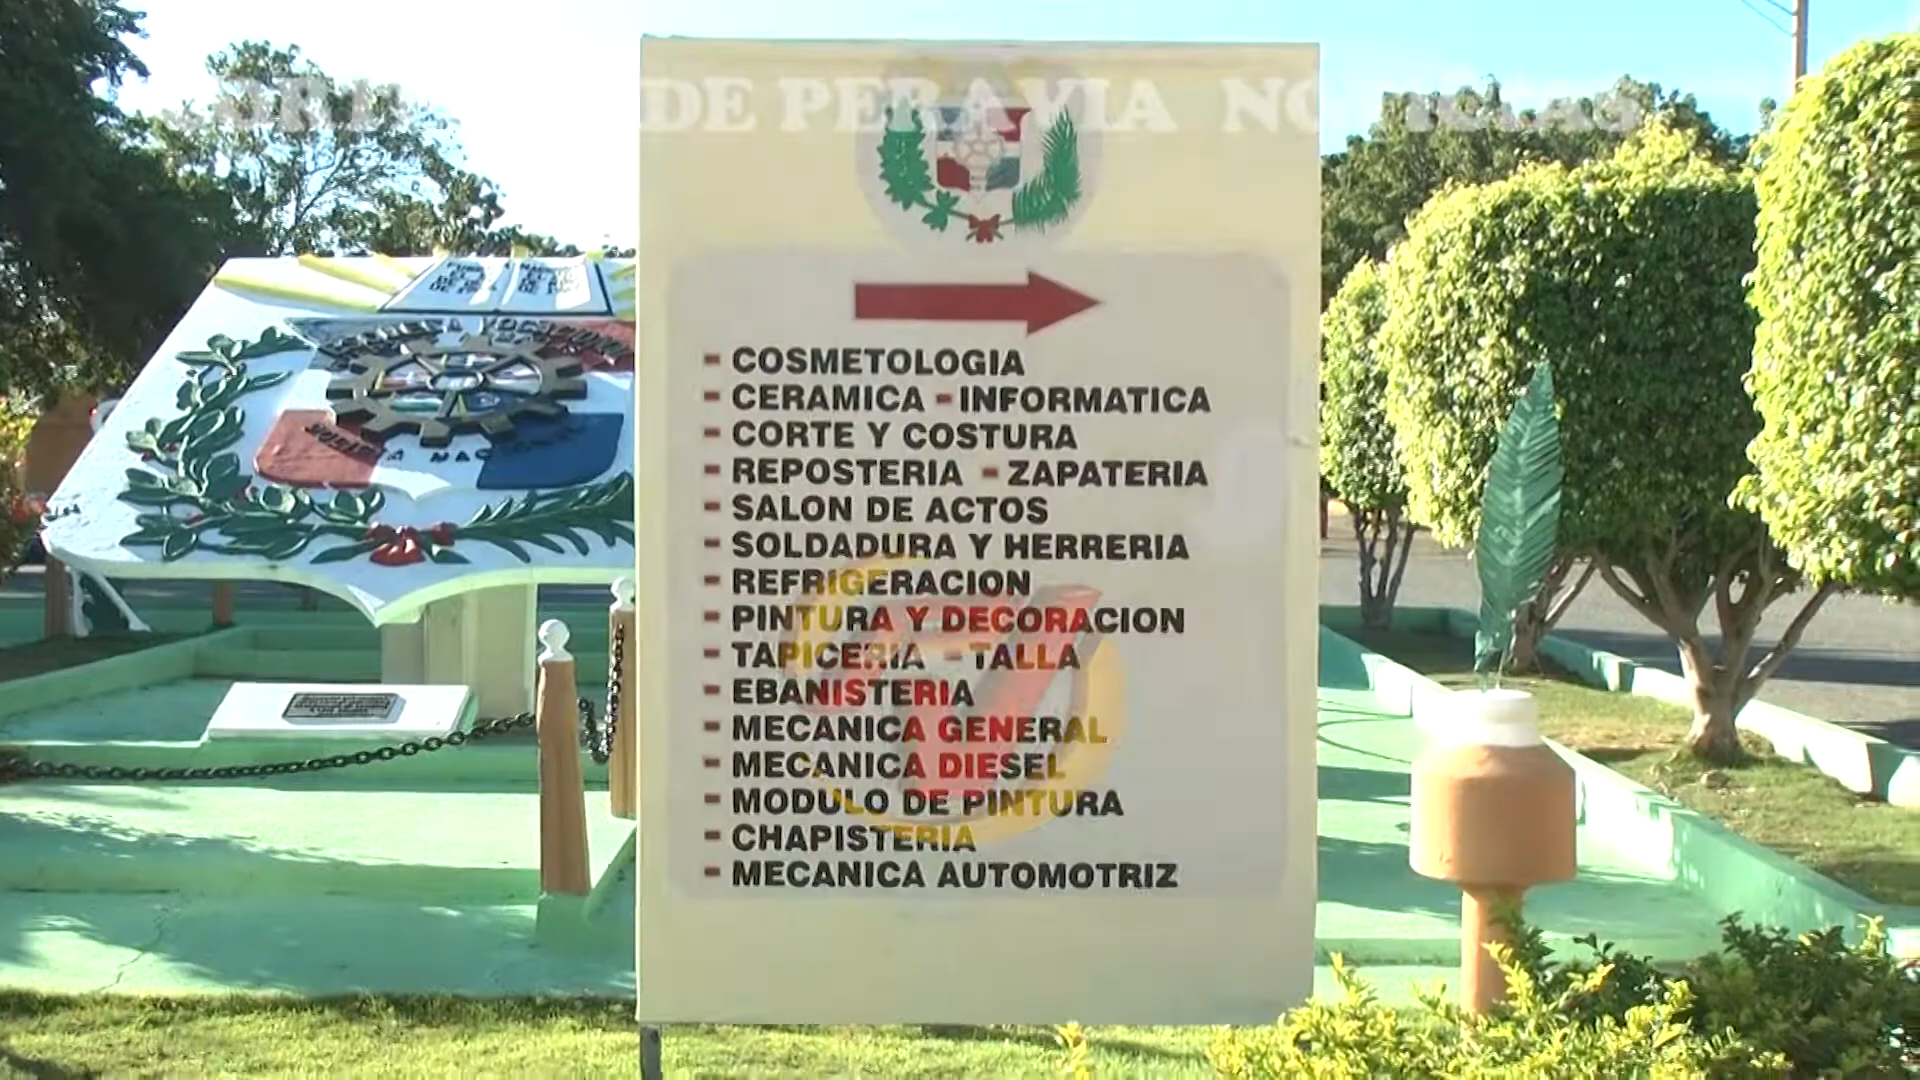 DE PERAVIA NOTICIAS
- COSMETOLOGIA
- CERAMICA - INFORMATICA
- CORTE Y COSTURA
- REPOSTERIA - ZAPATERIA
- SALON DE ACTOS
- SOLDADURA Y HERRERIA
- REFRIGERACION
- PINTURA Y DECORACION
- TAPICERIA - TALLA
- EBANISTERIA
- MECANICA GENERAL
- MECANICA DIESEL
- MODULO DE PINTURA
- CHAPISTERIA
- MECANICA AUTOMOTRIZ